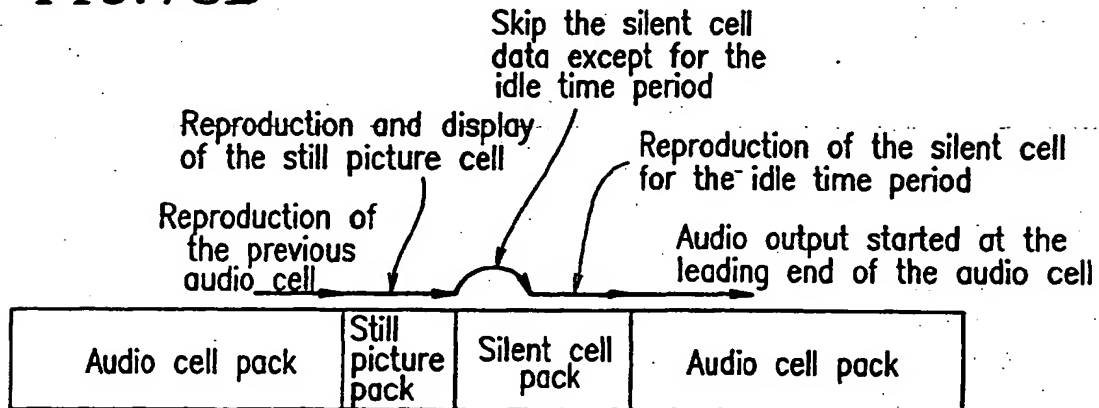 Skip the silent cell
data except for the
idle time period
Reproduction and display
of the still picture cell
Reproduction of the silent cell
for the idle time period
Reproduction of
the previous
audio cell
Audio output started at the
leading end of the audio cell
Audio cell pack
Still
picture
pack
Silent cell
pack
Audio cell pack